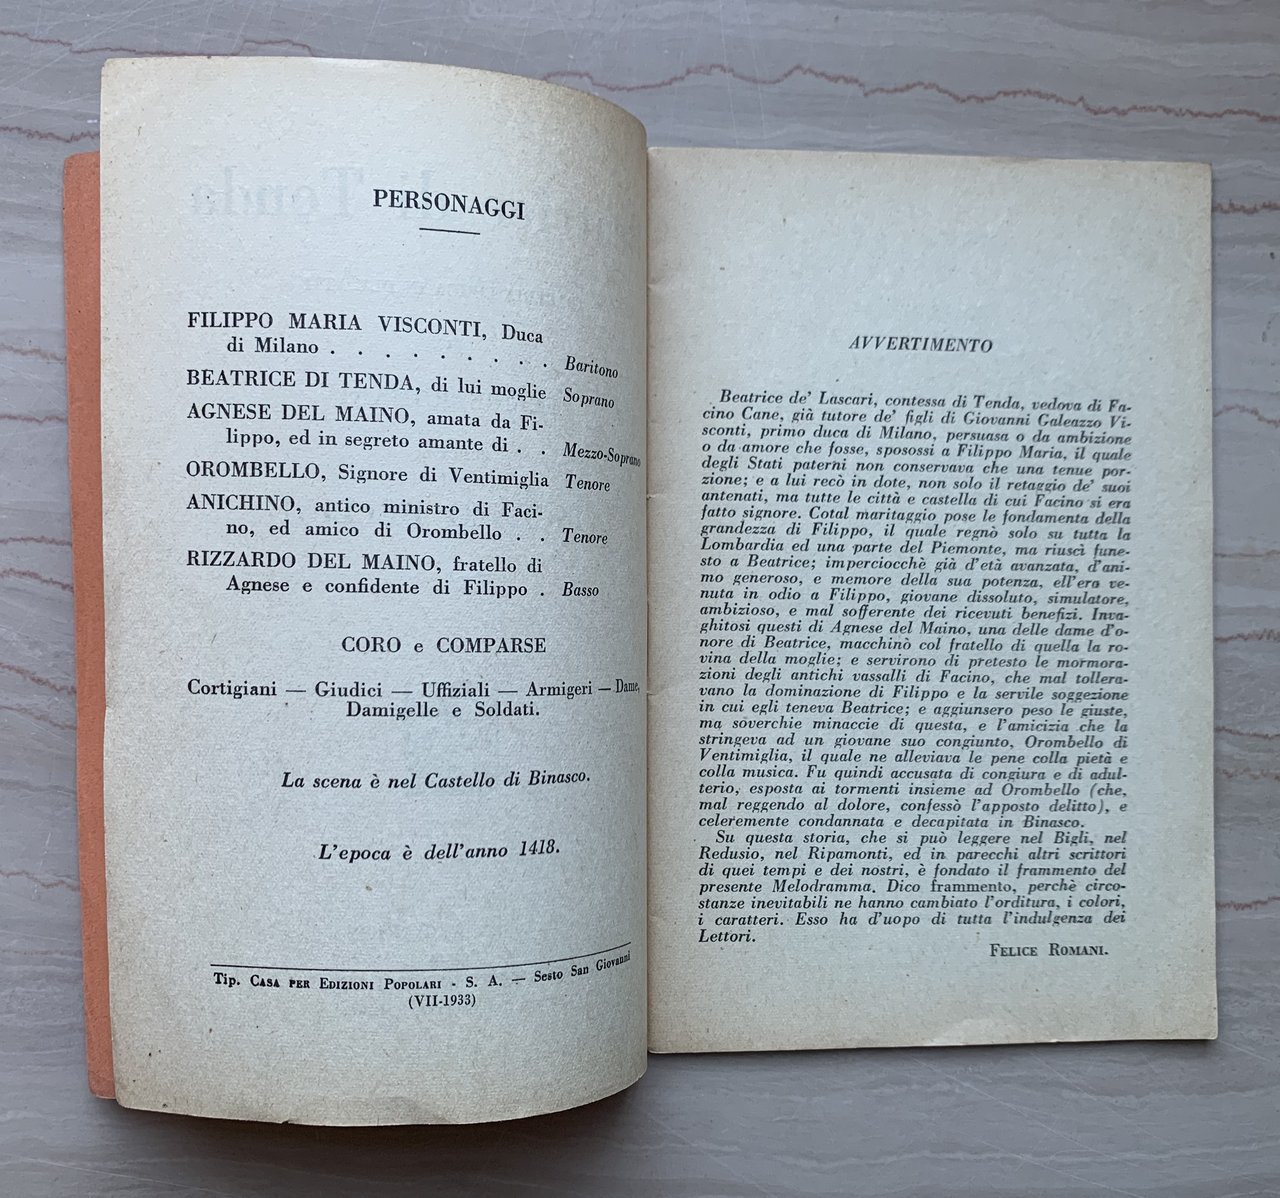 PERSONAGGI
FILIPPO MARIA VISCONTI, Duca
di Milano . . . . . . . . . Baritono
BEATRICE DI TENDA, di lui moglie Soprano
AGNESE DEL MAINO, amata da Fi-
lippo, ed in segreto amante di . . Mezzo-Soprano
OROMBELLO, Signore di Ventimiglia Tenore
ANICHINO, antico ministro di Faci-
no, ed amico di Orombello . . Tenore
RIZZARDO DEL MAINO, fratello di
Agnese e confidente di Filippo . Basso
CORO e COMPARSE
Cortigiani — Giudici — Uffiziali — Armigeri — Dame,
Damigelle e Soldati.
La scena è nel Castello di Binasco.
L'epoca è dell'anno 1418.
Tip. CASA PER EDIZIONI POPOLARI - S. A. — Sesto San Giovanni
(VII-1933)
AVVERTIMENTO
Beatrice de' Lascari, contessa di Tenda, vedova di Fa-
cino Cane, già tutore de' figli di Giovanni Galeazzo Vi-
sconti, primo duca di Milano, persuasa o da ambizione
o da amore che fosse, sposossi a Filippo Maria, il quale
degli Stati paterni non conservava che una tenue por-
zione; e a lui recò in dote, non solo il retaggio de' suoi
antenati, ma tutte le città e castella di cui Facino si era
fatto signore. Cotal maritaggio pose le fondamenta della
grandezza di Filippo, il quale regnò solo su tutta la
Lombardia ed una parte del Piemonte, ma riuscì fune-
sto a Beatrice; imperciocchè già d'età avanzata, d'ani-
mo generoso, e memore della sua potenza, ell'era ve-
nuta in odio a Filippo, giovane dissoluto, simulatore,
ambizioso, e mal sofferente dei ricevuti benefizi. Inva-
ghitosi questi di Agnese del Maino, una delle dame d'o-
nore di Beatrice, macchinò col fratello di quella la ro-
vina della moglie; e servirono di pretesto le mormora-
zioni degli antichi vassalli di Facino, che mal tollera-
vano la dominazione di Filippo e la servile soggezione
in cui egli teneva Beatrice; e aggiunsero peso le giuste,
ma soverchie minaccie di questa, e l'amicizia che la
stringeva ad un giovane suo congiunto, Orombello di
Ventimiglia, il quale ne alleviava le pene colla pietà e
colla musica. Fu quindi accusata di congiura e di adul-
terio, esposta ai tormenti insieme ad Orombello (che,
mal reggendo al dolore, confessò l'apposto delitto), e
celeremente condannata e decapitata in Binasco.
Su questa storia, che si può leggere nel Bigli, nel
Redusio, nel Ripamonti, ed in parecchi altri scrittori
di quei tempi e dei nostri, è fondato il frammento del
presente Melodramma. Dico frammento, perchè circo-
stanze inevitabili ne hanno cambiato l'orditura, i colori,
i caratteri. Esso ha d'uopo di tutta l'indulgenza dei
Lettori.
FELICE ROMANI.